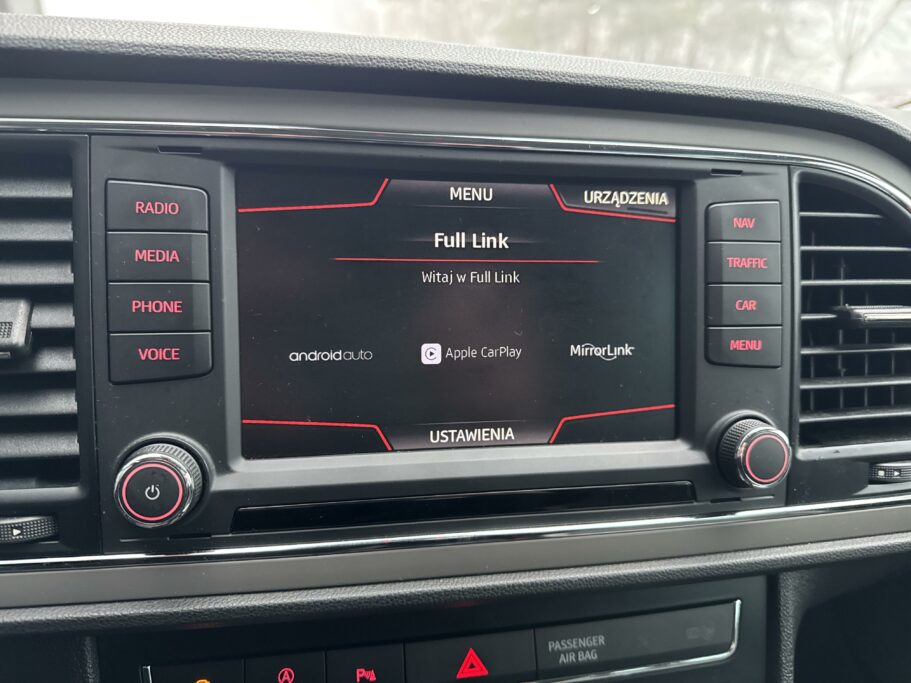 RADIO
MEDIA
PHONE
VOICE
MENU
URZĄDZENIA
Full Link
Witaj w Full Link
androidauto
Apple CarPlay
MirrorLink
USTAWIENIA
NAV
TRAFFIC
CAR
MENU
PASSENGER
AIR BAG